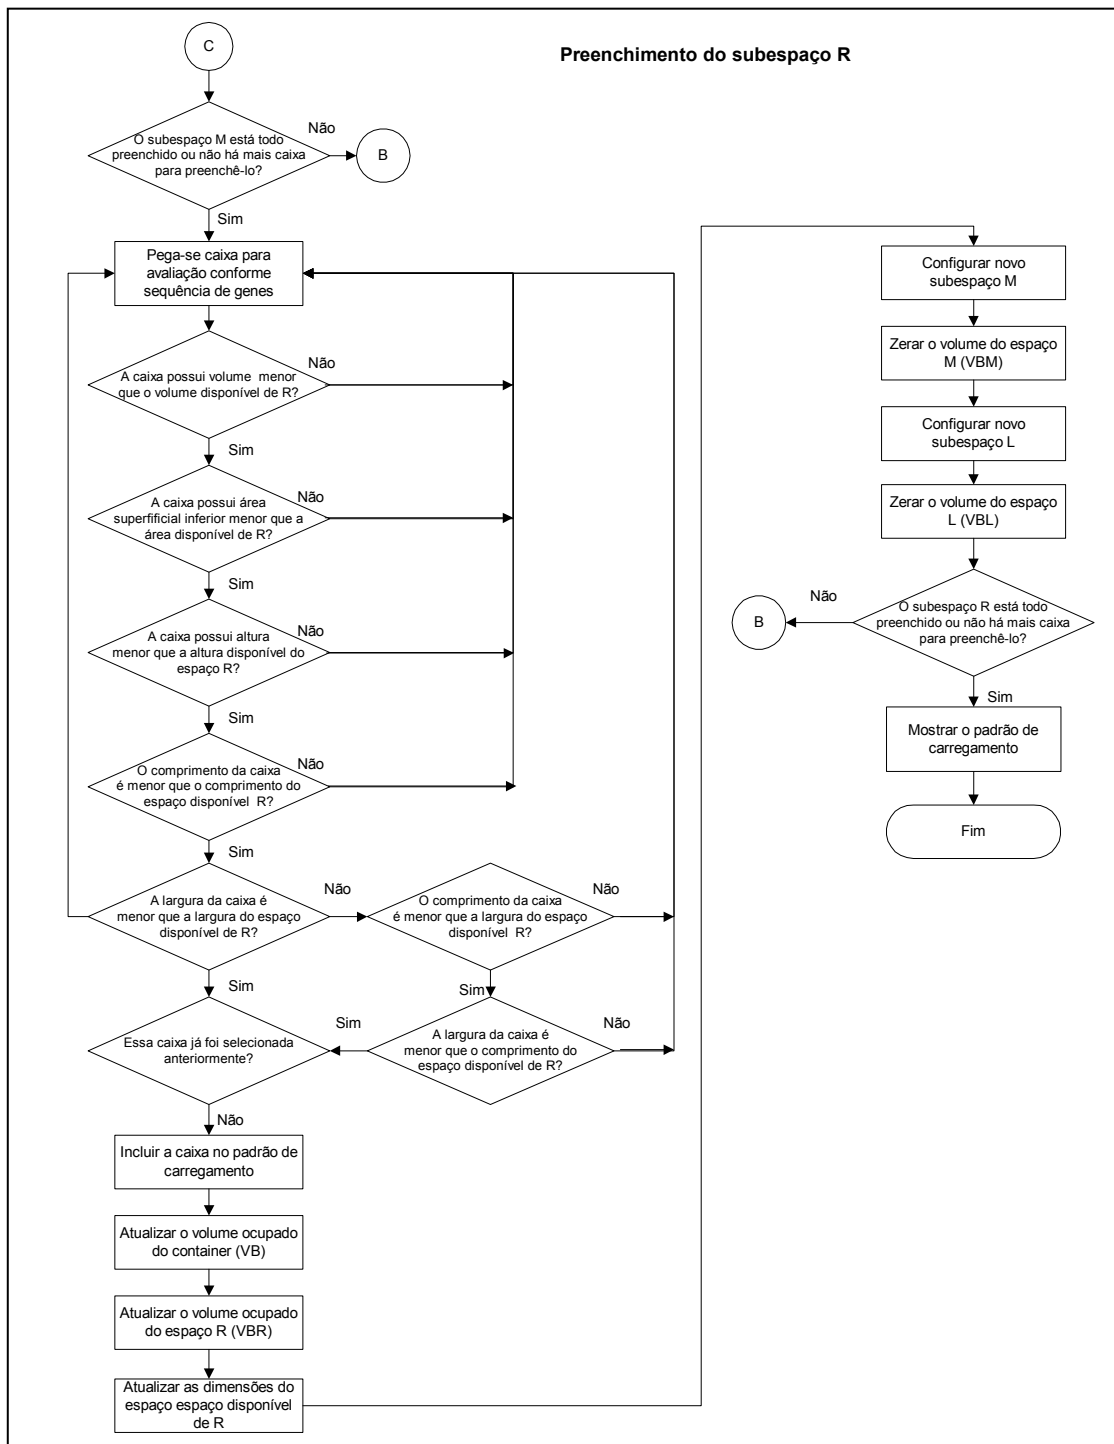 C
Preenchimento do subespaço R
O subespaço M está todo
preenchido ou não há mais caixa
para preenchê-lo?
Não
B
Sim
Pega-se caixa para
avaliação conforme
sequência de genes
A caixa possui volume menor
que o volume disponível de R?
Não
Sim
A caixa possui área
superfificial inferior menor que a
área disponível de R?
Não
Sim
A caixa possui altura
menor que a altura disponível do
espaço R?
Não
Sim
O comprimento da caixa
é menor que o comprimento do
espaço disponível R?
Não
Sim
A largura da caixa é
menor que a largura do espaço
disponível de R?
Não
O comprimento da caixa
é menor que a largura do espaço
disponível R?
Não
Sim
Sim
A largura da caixa é
menor que o comprimento do
espaço disponível de R?
Não
Sim
Essa caixa já foi selecionada
anteriormente?
Não
Incluir a caixa no padrão de
carregamento
Atualizar o volume ocupado
do container (VB)
Atualizar o volume ocupado
do espaço R (VBR)
Atualizar as dimensões do
espaço espaço disponível
de R
Configurar novo
subespaço M
Zerar o volume do espaço
M (VBM)
Configurar novo
subespaço L
Zerar o volume do espaço
L (VBL)
O subespaço R está todo
preenchido ou não há mais caixa
para preenchê-lo?
Não
B
Sim
Mostrar o padrão de
carregamento
Fim